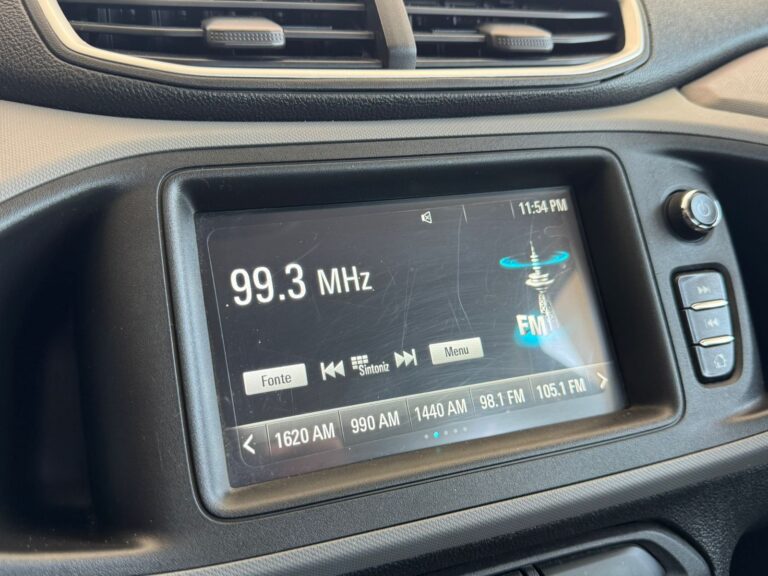 11:54 PM
99.3 MHz
FM
Fonte
Sintoniz
Menu
1620 AM
990 AM
1440 AM
98.1 FM
105.1 FM